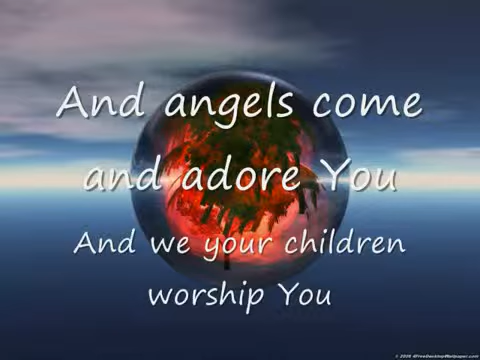 And angels come
and adore You
And we your children
worship You